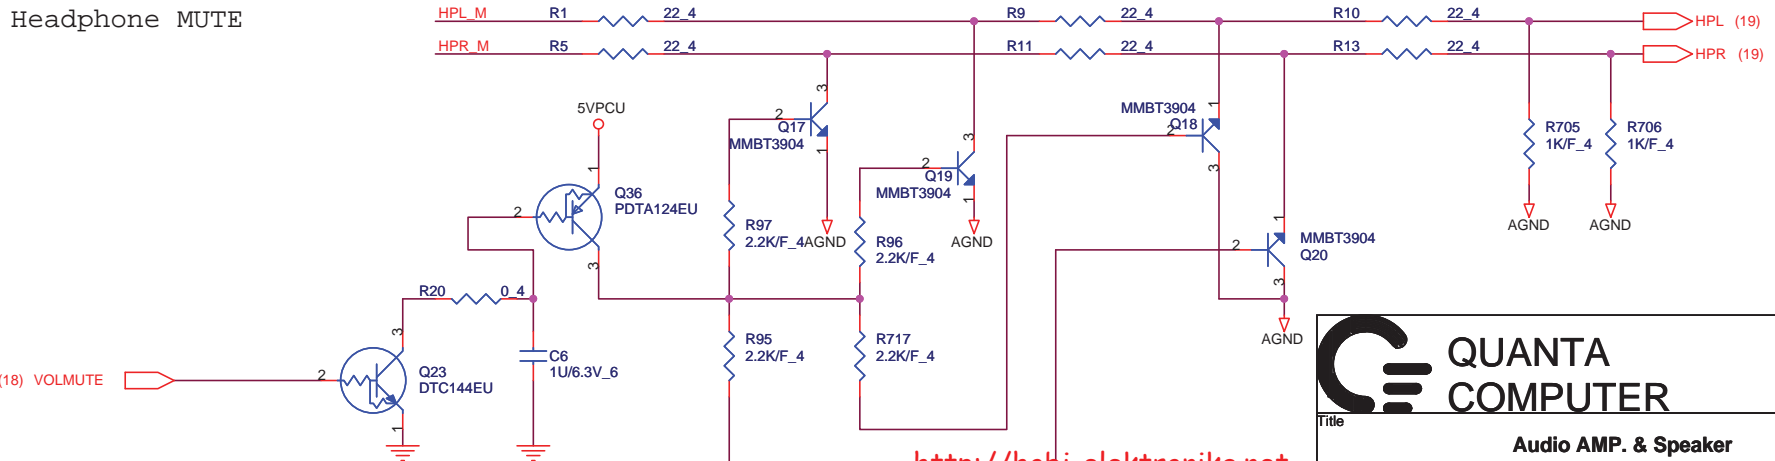 Headphone MUTE
HPL_M R1 22_4 R9 22_4 R10 22_4 HPL (19)
HPR_M R5 22_4 R11 22_4 R13 22_4 HPR (19)
5VPCU
3
2
Q17
MMBT3904
1
AGND
3
2
Q19
MMBT3904
1
AGND
MMBT3904
Q18
1
2
3
1
2
MMBT3904
Q20
3
AGND
R705
1K/F_4
AGND
R706
1K/F_4
AGND
1
Q36
PDTA124EU
2
3
R97
2.2K/F_4
R96
2.2K/F_4
R20 0_4
R95
2.2K/F_4
R717
2.2K/F_4
C6
1U/6.3V_6
(18) VOLMUTE
2
3
Q23
DTC144EU
1
QUANTA
COMPUTER
Title
Audio AMP. & Speaker